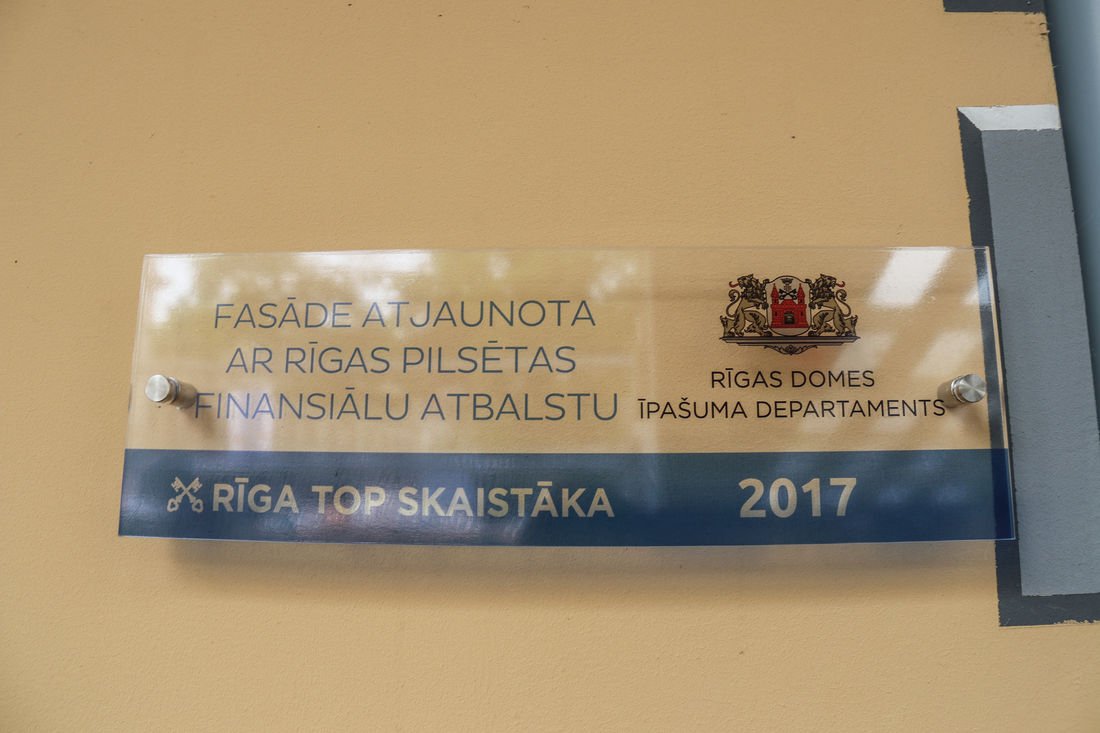 FASĀDE ATJAUNOTA
AR RĪGAS PILSĒTAS
FINANSIĀLU ATBALSTU
RĪGAS DOMES
ĪPAŠUMA DEPARTAMENTS
RĪGA TOP SKAISTĀKA
2017